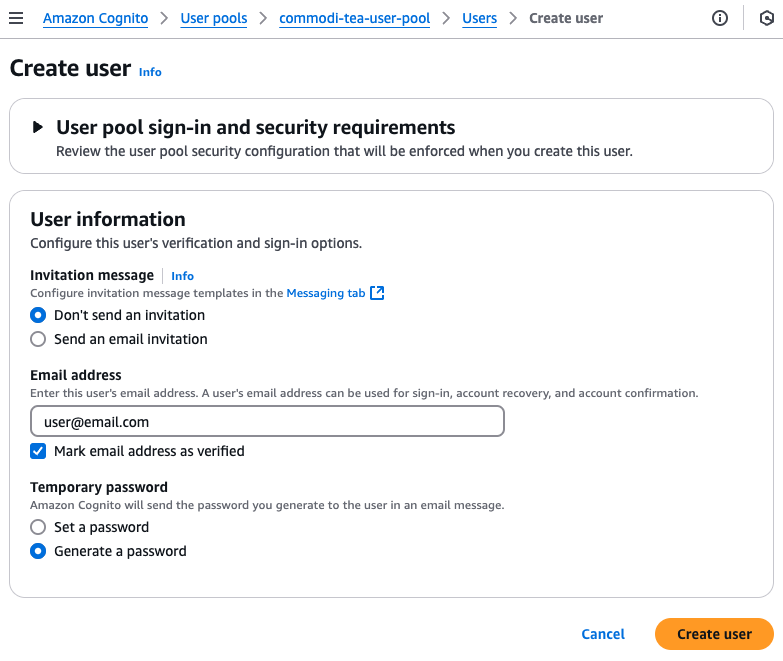 Amazon Cognito > User pools > commodi-tea-user-pool > Users > Create user
Create user Info
User pool sign-in and security requirements
Review the user pool security configuration that will be enforced when you create this user.
User information
Configure this user's verification and sign-in options.
Invitation message Info
Configure invitation message templates in the Messaging tab
Don't send an invitation
Send an email invitation
Email address
Enter this user's email address. A user's email address can be used for sign-in, account recovery, and account confirmation.
user@email.com
Mark email address as verified
Temporary password
Amazon Cognito will send the password you generate to the user in an email message.
Set a password
Generate a password
Cancel Create user